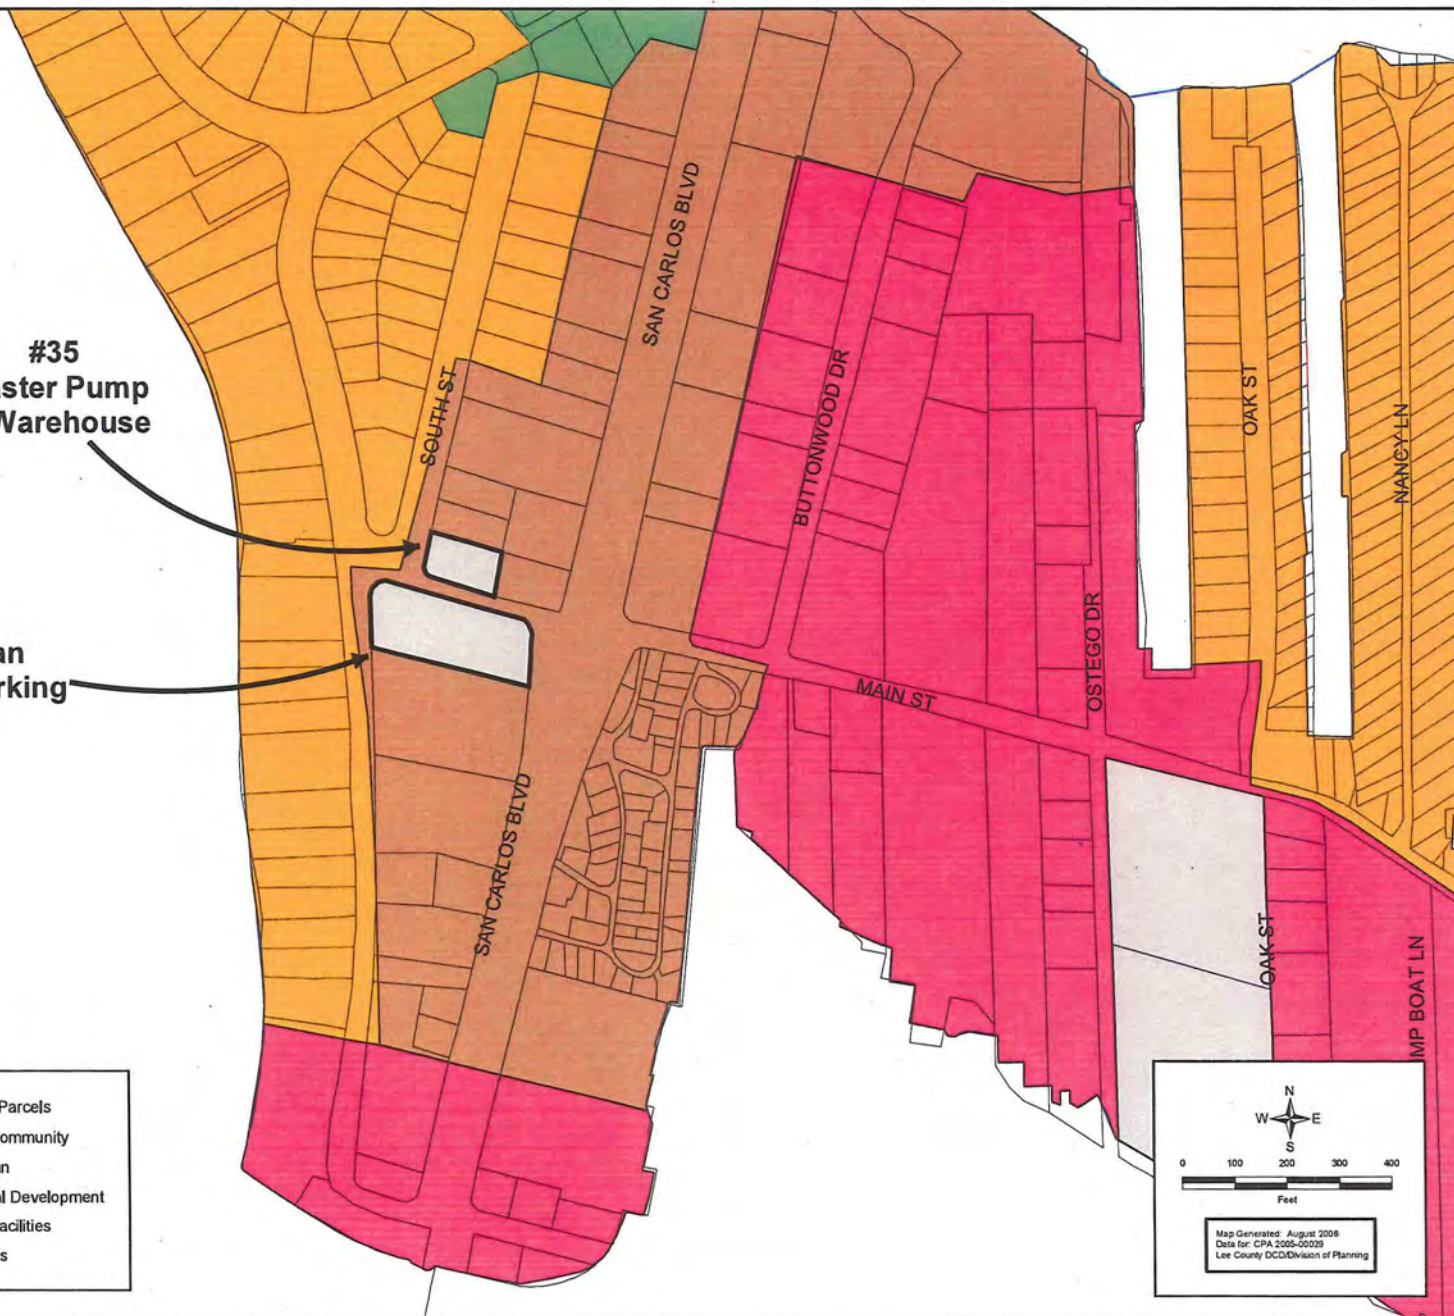 #35
ster Pump
Warehouse
an
rking
SAN CARLOS BLVD
SOUTH ST
BUTTONWOOD DR
OAK ST
NANCY LN
OSTEGO DR
MAIN ST
SAN CARLOS BLVD
OAK ST
MP BOAT LN
Parcels
ommunity
n
l Development
acilities
s
N
W E
S
0 100 200 300 400
Feet
Map Generated: August 2006
Data for: CPA 2005-00029
Lee County DCD/Division of Planning